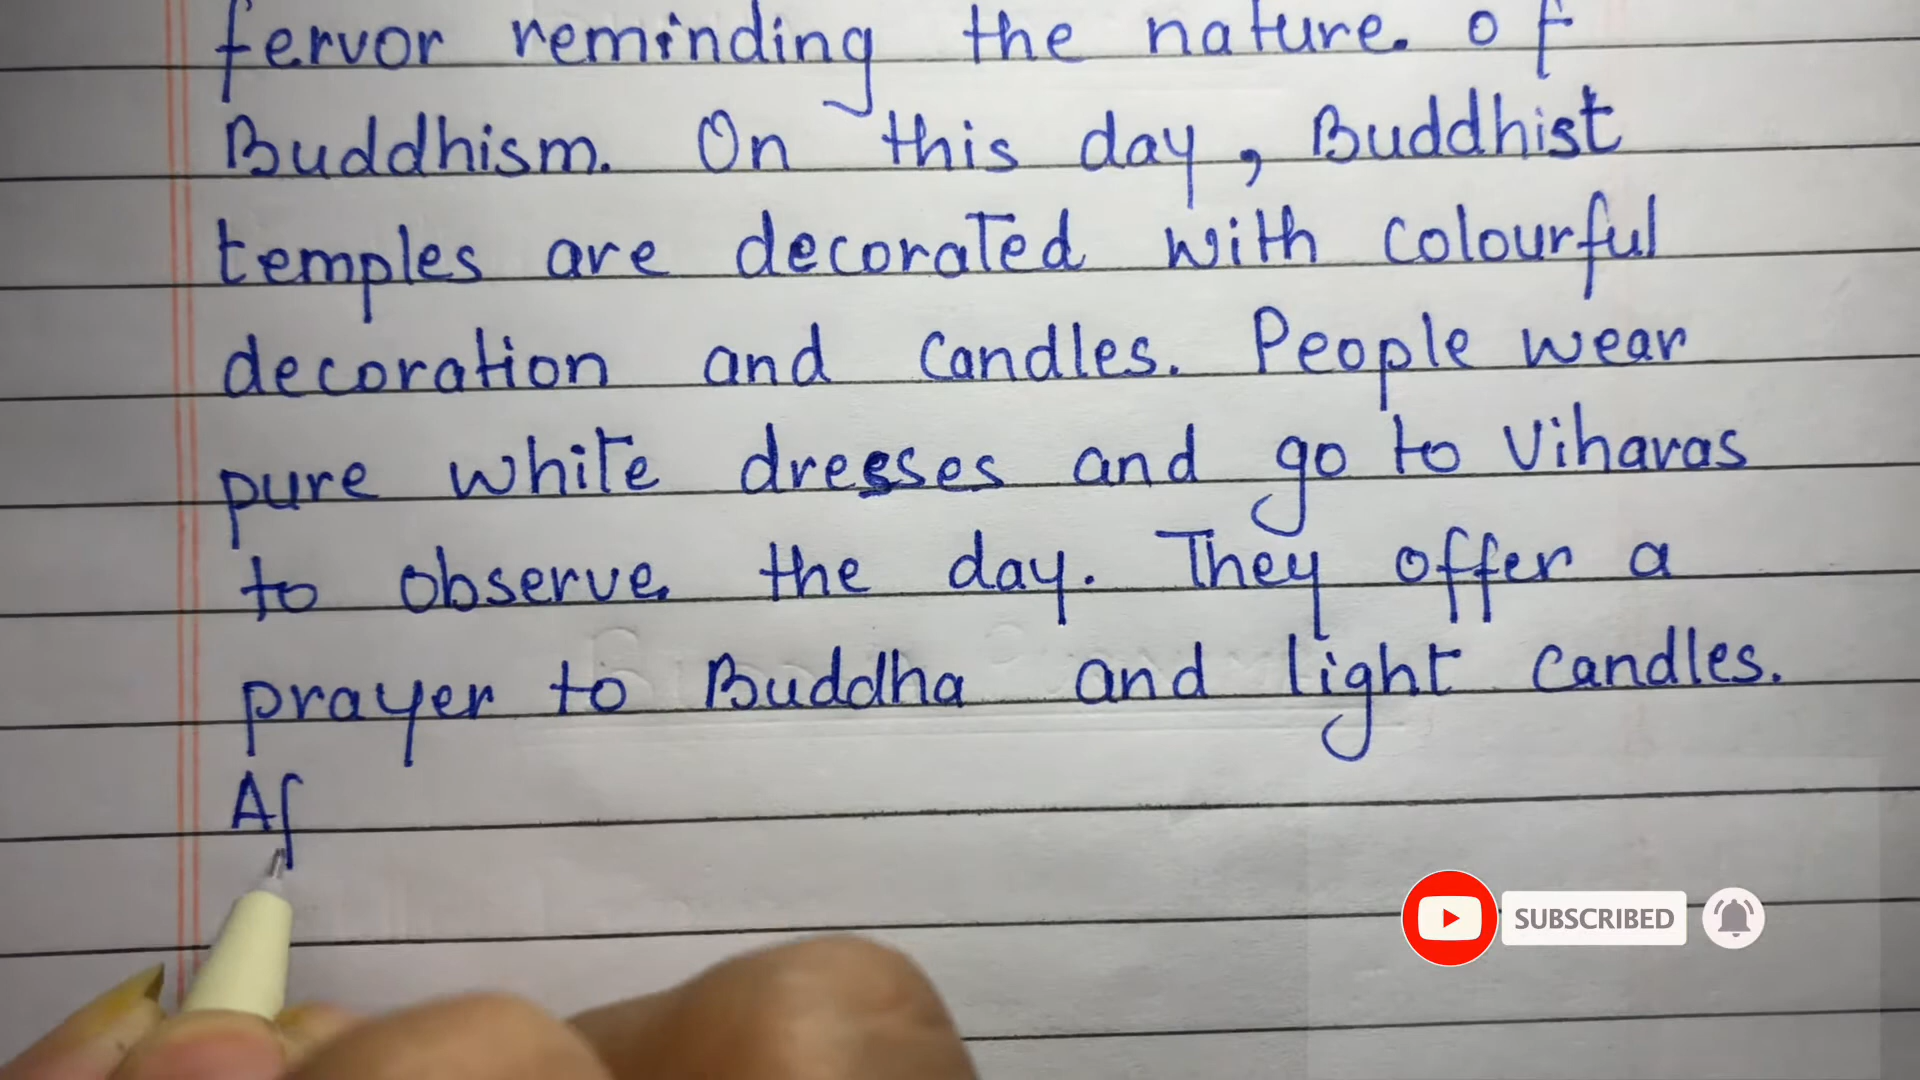 fervor reminding the nature of
Buddhism. On this day, Buddhist
temples are decorated with colourful
decoration and candles. People wear
pure white dresses and go to Viharas
to observe the day. They offer a
prayer to Buddha and light candles.
Af
SUBSCRIBED